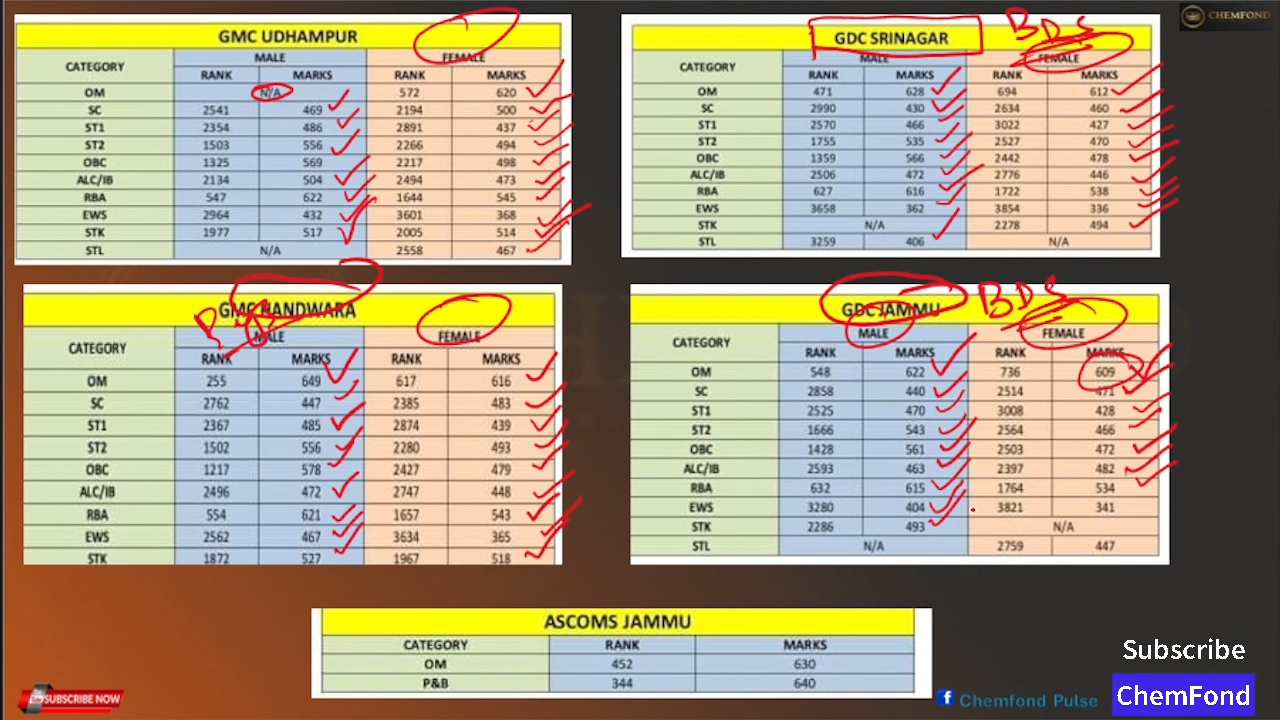 CHEMFOND
GMC UDHAMPUR
CATEGORY MALE FEMALE
RANK MARKS RANK MARKS
OM N/A 572 620
SC 2541 469 2194 500
ST1 2354 486 2891 437
ST2 1503 556 2266 494
OBC 1325 569 2217 498
ALC/IB 2134 504 2494 473
RBA 547 622 1644 545
EWS 2964 432 3601 368
STK 1977 517 2005 514
STL N/A 2558 467
GDC SRINAGAR BDS
CATEGORY MALE FEMALE
RANK MARKS RANK MARKS
OM 471 628 694 612
SC 2990 430 2634 460
ST1 2570 466 3022 427
ST2 1755 535 2527 470
OBC 1359 566 2442 478
ALC/IB 2506 472 2776 446
RBA 627 616 1722 538
EWS 3658 362 3854 336
STK N/A 2278 494
STL 3259 406 N/A
GMC HANDWARA
CATEGORY MALE FEMALE
RANK MARKS RANK MARKS
OM 255 649 617 616
SC 2762 447 2385 483
ST1 2367 485 2874 439
ST2 1502 556 2280 493
OBC 1217 578 2427 479
ALC/IB 2496 472 2747 448
RBA 554 621 1657 543
EWS 2562 467 3634 365
STK 1872 527 1967 518
GDC JAMMU BDS
CATEGORY MALE FEMALE
RANK MARKS RANK MARKS
OM 548 622 736 609
SC 2858 440 2514 471
ST1 2525 470 3008 428
ST2 1666 543 2564 466
OBC 1428 561 2503 472
ALC/IB 2593 463 2397 482
RBA 632 615 1764 534
EWS 3280 404 3821 341
STK 2286 493 N/A
STL N/A 2759 447
ASCOMS JAMMU
CATEGORY RANK MARKS
OM 452 630
P&B 344 640
SUBSCRIBE NOW
Chemfond Pulse
Subscribe
ChemFond